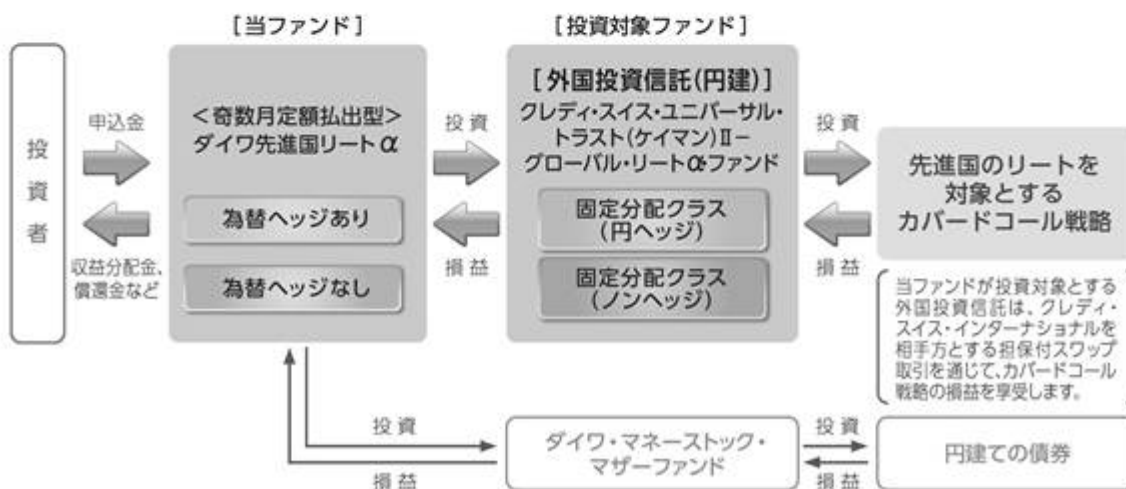 [当ファンド]
[投資対象ファンド]
投資者
申込金
収益分配金、
償還金など
<奇数月定額払出型>
ダイワ先進国リートα
為替ヘッジあり
為替ヘッジなし
投資
損益
[外国投資信託(円建)]
クレディ・スイス・ユニバーサル・
トラスト(ケイマン)Ⅱー
グローバル・リートαファンド
固定分配クラス
(円ヘッジ)
固定分配クラス
(ノンヘッジ)
投資
損益
先進国のリートを
対象とする
カバードコール戦略
当ファンドが投資対象とする
外国投資信託は、クレディ・
スイス・インターナショナルを
相手方とする担保付スワップ
取引を通じて、カバードコール
戦略の損益を享受します。
投資
損益
ダイワ・マネーストック・
マザーファンド
投資
損益
円建ての債券